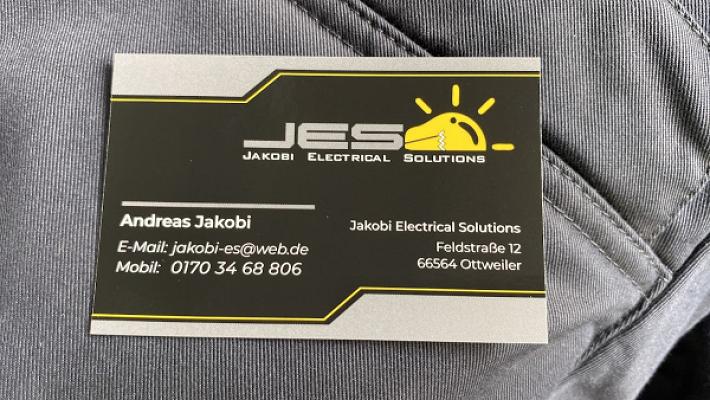 JES
JAKOBI ELECTRICAL SOLUTIONS
Andreas Jakobi
E-Mail: jakobi-es@web.de
Mobil: 0170 34 68 806
Jakobi Electrical Solutions
Feldstraße 12
66564 Ottweiler